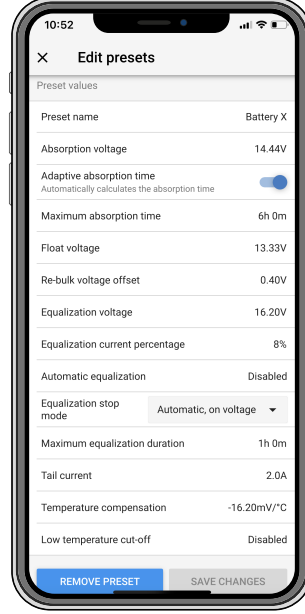 10:52
Edit presets
Preset values
Preset name Battery X
Absorption voltage 14.44V
Adaptive absorption time
Automatically calculates the absorption time
Maximum absorption time 6h 0m
Float voltage 13.33V
Re-bulk voltage offset 0.40V
Equalization voltage 16.20V
Equalization current percentage 8%
Automatic equalization Disabled
Equalization stop
mode Automatic, on voltage
Maximum equalization duration 1h 0m
Tail current 2.0A
Temperature compensation -16.20mV/°C
Low temperature cut-off Disabled
REMOVE PRESET SAVE CHANGES